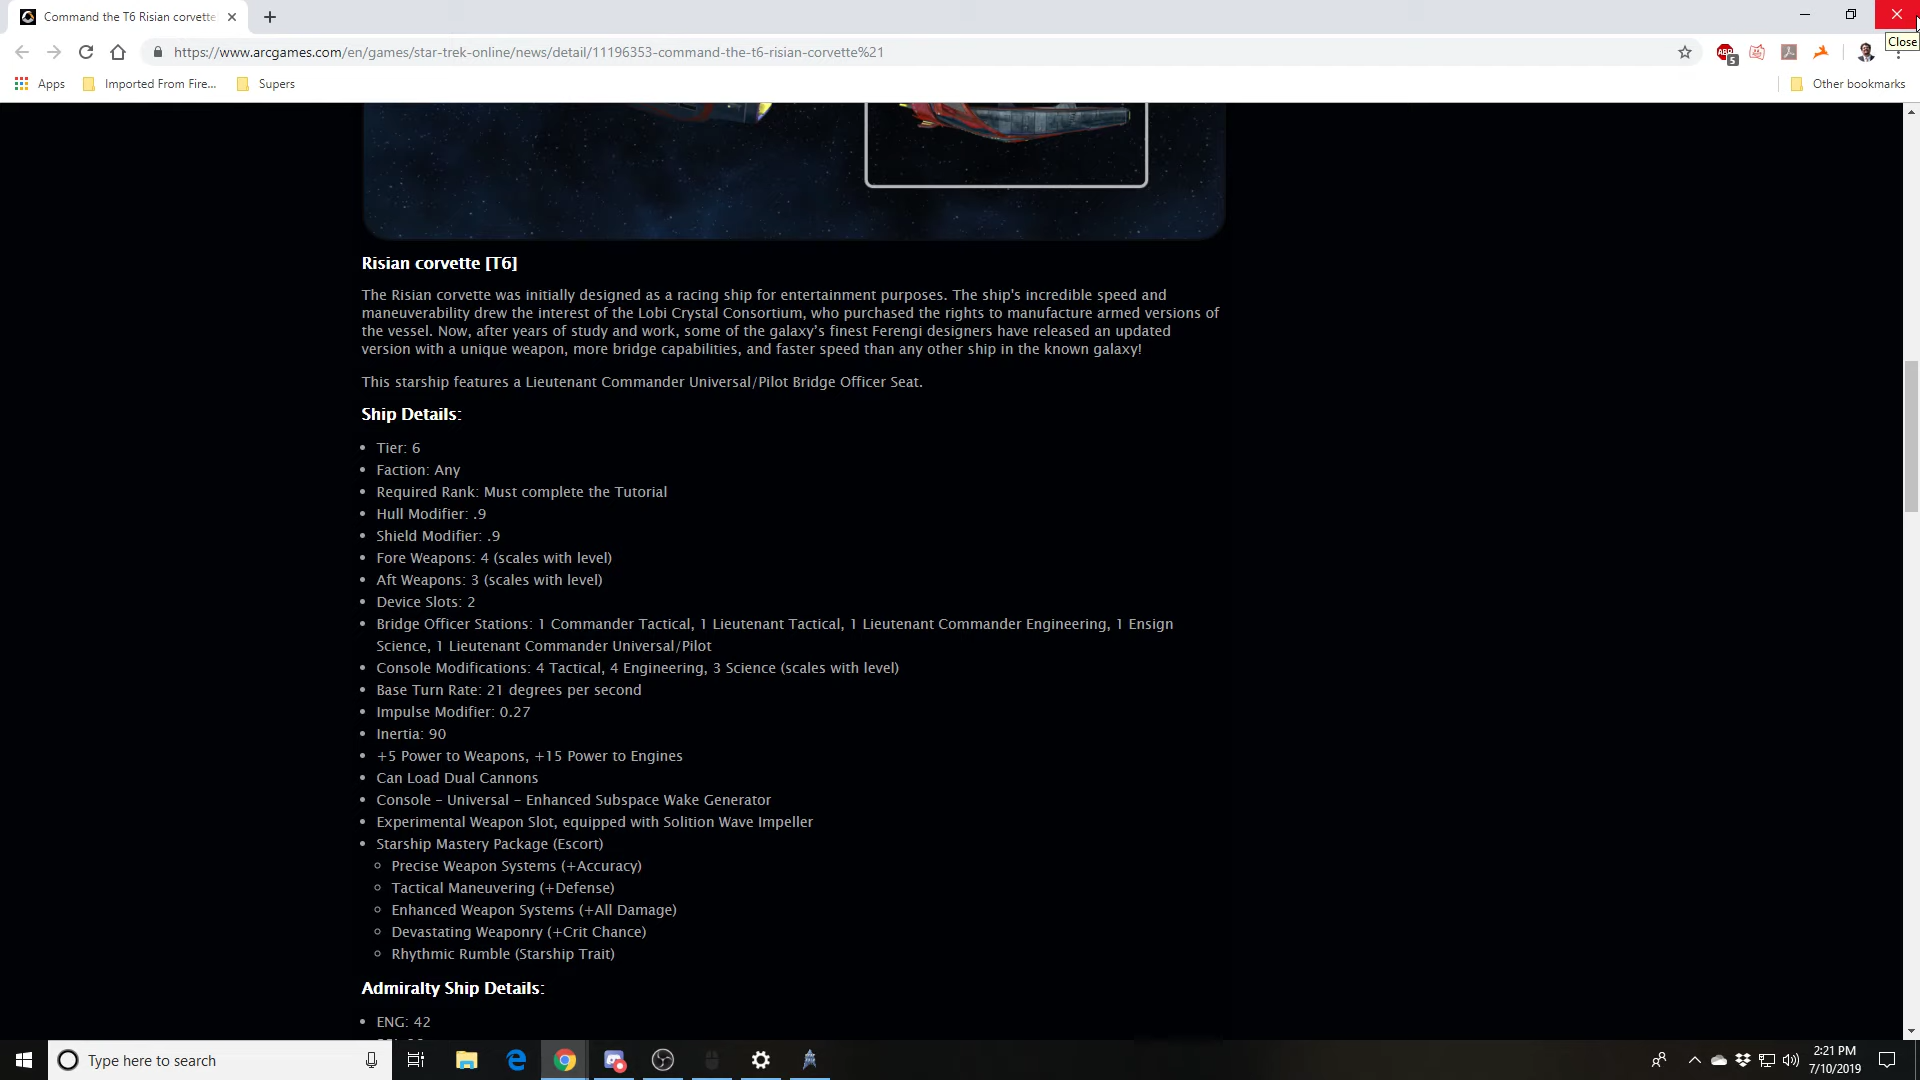 Command the T6 Risian corvette
Close
https://www.arcgames.com/en/games/star-trek-online/news/detail/11196353-command-the-t6-risian-corvette%21
ABP
5
Apps
Imported From Fire...
Supers
Other bookmarks
Risian corvette [T6]
The Risian corvette was initially designed as a racing ship for entertainment purposes. The ship's incredible speed and
maneuverability drew the interest of the Lobi Crystal Consortium, who purchased the rights to manufacture armed versions of
the vessel. Now, after years of study and work, some of the galaxy’s finest Ferengi designers have released an updated
version with a unique weapon, more bridge capabilities, and faster speed than any other ship in the known galaxy!
This starship features a Lieutenant Commander Universal/Pilot Bridge Officer Seat.
Ship Details:
Tier: 6
Faction: Any
Required Rank: Must complete the Tutorial
Hull Modifier: .9
Shield Modifier: .9
Fore Weapons: 4 (scales with level)
Aft Weapons: 3 (scales with level)
Device Slots: 2
Bridge Officer Stations: 1 Commander Tactical, 1 Lieutenant Tactical, 1 Lieutenant Commander Engineering, 1 Ensign
Science, 1 Lieutenant Commander Universal/Pilot
Console Modifications: 4 Tactical, 4 Engineering, 3 Science (scales with level)
Base Turn Rate: 21 degrees per second
Impulse Modifier: 0.27
Inertia: 90
+5 Power to Weapons, +15 Power to Engines
Can Load Dual Cannons
Console – Universal – Enhanced Subspace Wake Generator
Experimental Weapon Slot, equipped with Solition Wave Impeller
Starship Mastery Package (Escort)
Precise Weapon Systems (+Accuracy)
Tactical Maneuvering (+Defense)
Enhanced Weapon Systems (+All Damage)
Devastating Weaponry (+Crit Chance)
Rhythmic Rumble (Starship Trait)
Admiralty Ship Details:
ENG: 42
Type here to search
2:21 PM
7/10/2019